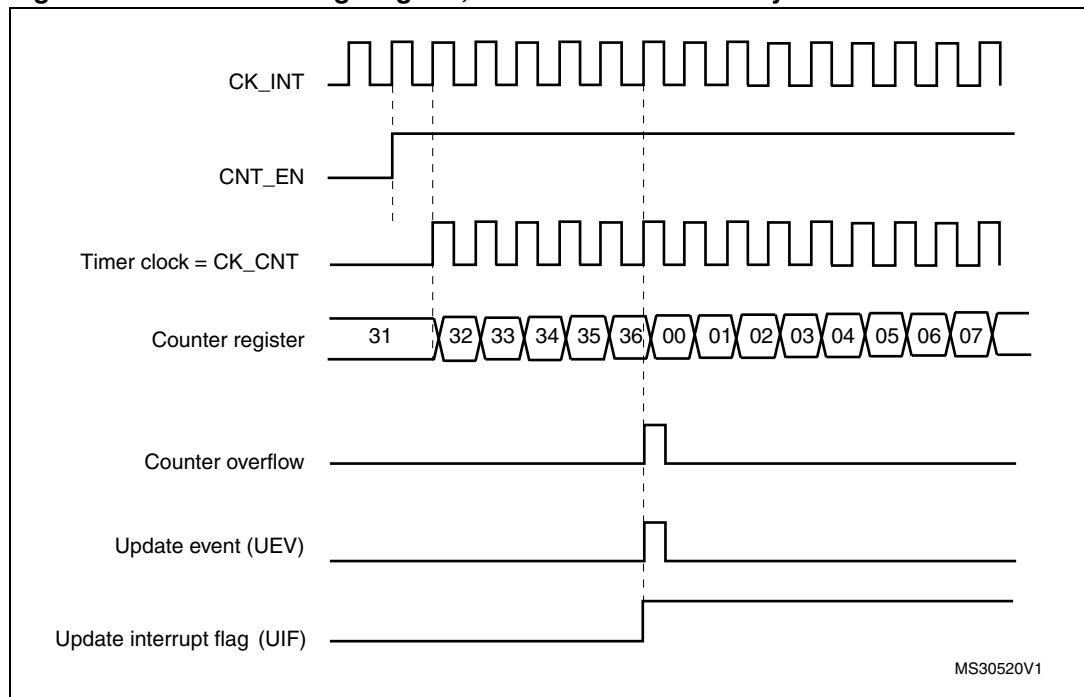 CK_INT
CNT_EN
Timer clock = CK_CNT
Counter register 31 32 33 34 35 36 00 01 02 03 04 05 06 07
Counter overflow
Update event (UEV)
Update interrupt flag (UIF)
MS30520V1